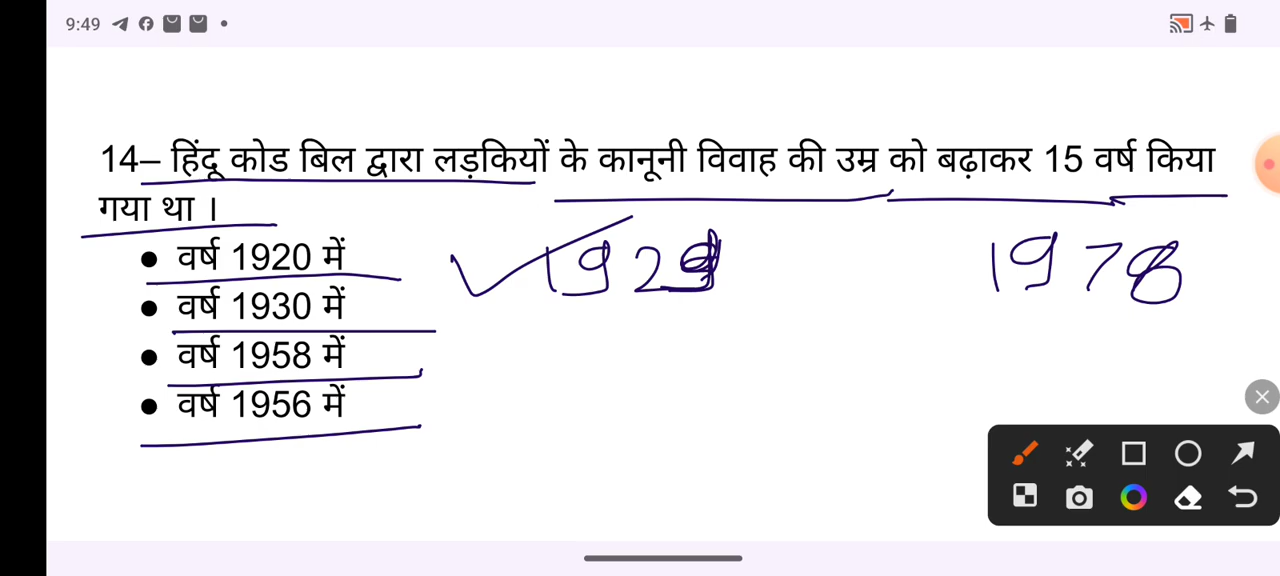 9:49
14– हिंदू कोड बिल द्वारा लड़कियों के कानूनी विवाह की उम्र को बढ़ाकर 15 वर्ष किया
गया था ।
● वर्ष 1920 में
● वर्ष 1930 में
● वर्ष 1958 में
● वर्ष 1956 में
1929
1978